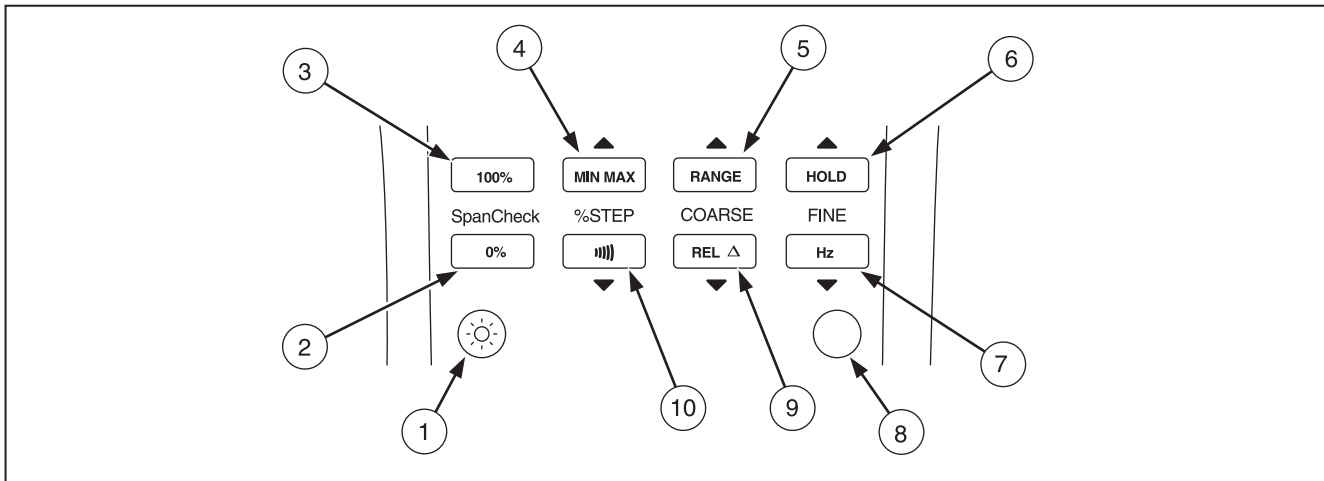 4 5
3 6
100% MIN MAX RANGE HOLD
SpanCheck %STEP COARSE FINE
0% REL Δ Hz
2 7
1 10 9 8